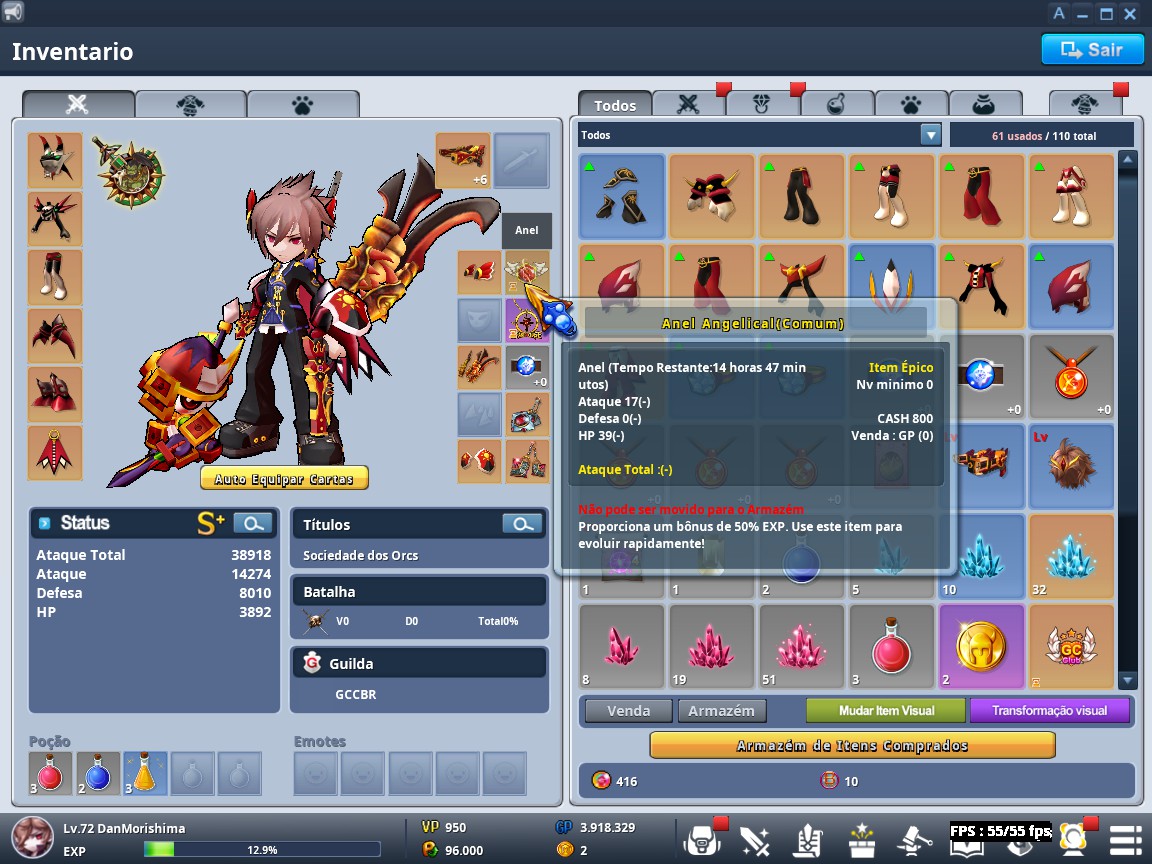 A
Inventario
Sair
Todos
Todos
61 usados / 110 total
+6
Anel
+0
Anel Angelical(Comum)
Anel (Tempo Restante:14 horas 47 min
utos)
Item Épico
Nv minimo 0
Ataque 17(-)
Defesa 0(-)
CASH 800
HP 39(-)
Venda : GP (0)
Ataque Total :(-)
Não pode ser movido para o Armazém
Proporciona um bônus de 50% EXP. Use este item para
evoluir rapidamente!
+0
+0
Lv
Lv
+0
+0
+0
1
1
2
5
10
32
8
19
51
3
2
GC
Club
Auto Equipar Cartas
Status
S+
Ataque Total 38918
Ataque 14274
Defesa 8010
HP 3892
Títulos
Sociedade dos Orcs
Batalha
V0 D0 Total0%
G Guilda
GCCBR
Venda
Armazém
Mudar Item Visual
Transformação visual
Armazém de Itens Comprados
416
10
Poção
3
2
3
Emotes
Lv.72 DanMorishima
EXP 12.9%
VP 950
GP 3.918.329
96.000
2
FPS : 55/55 fps